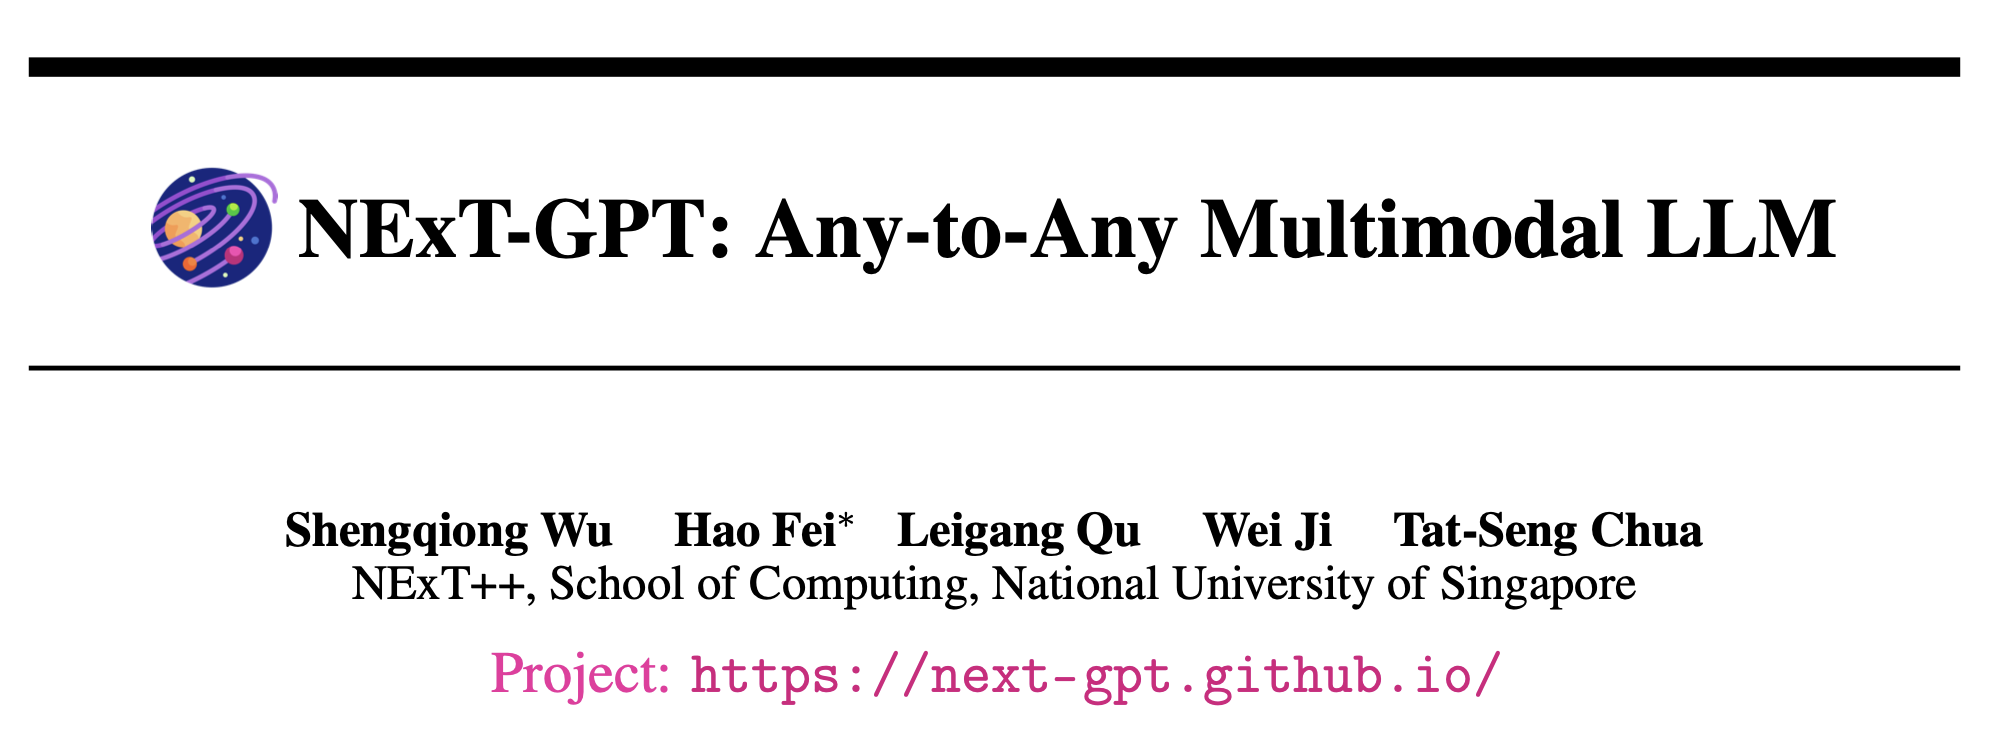 NExT-GPT: Any-to-Any Multimodal LLM
Shengqiong Wu Hao Fei* Leigang Qu Wei Ji Tat-Seng Chua
NExT++, School of Computing, National University of Singapore
Project: https://next-gpt.github.io/